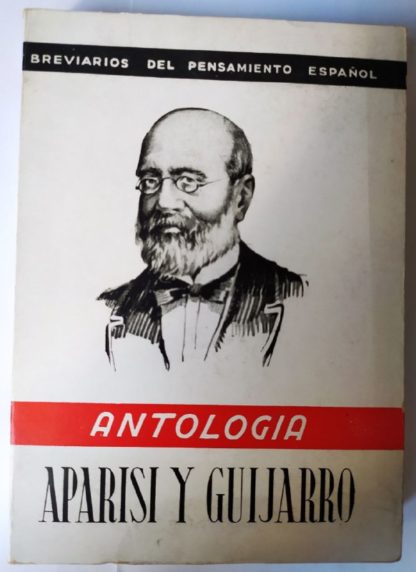 BREVIARIOS DEL PENSAMIENTO ESPAÑOL
ANTOLOGIA
APARISI Y GUIJARRO